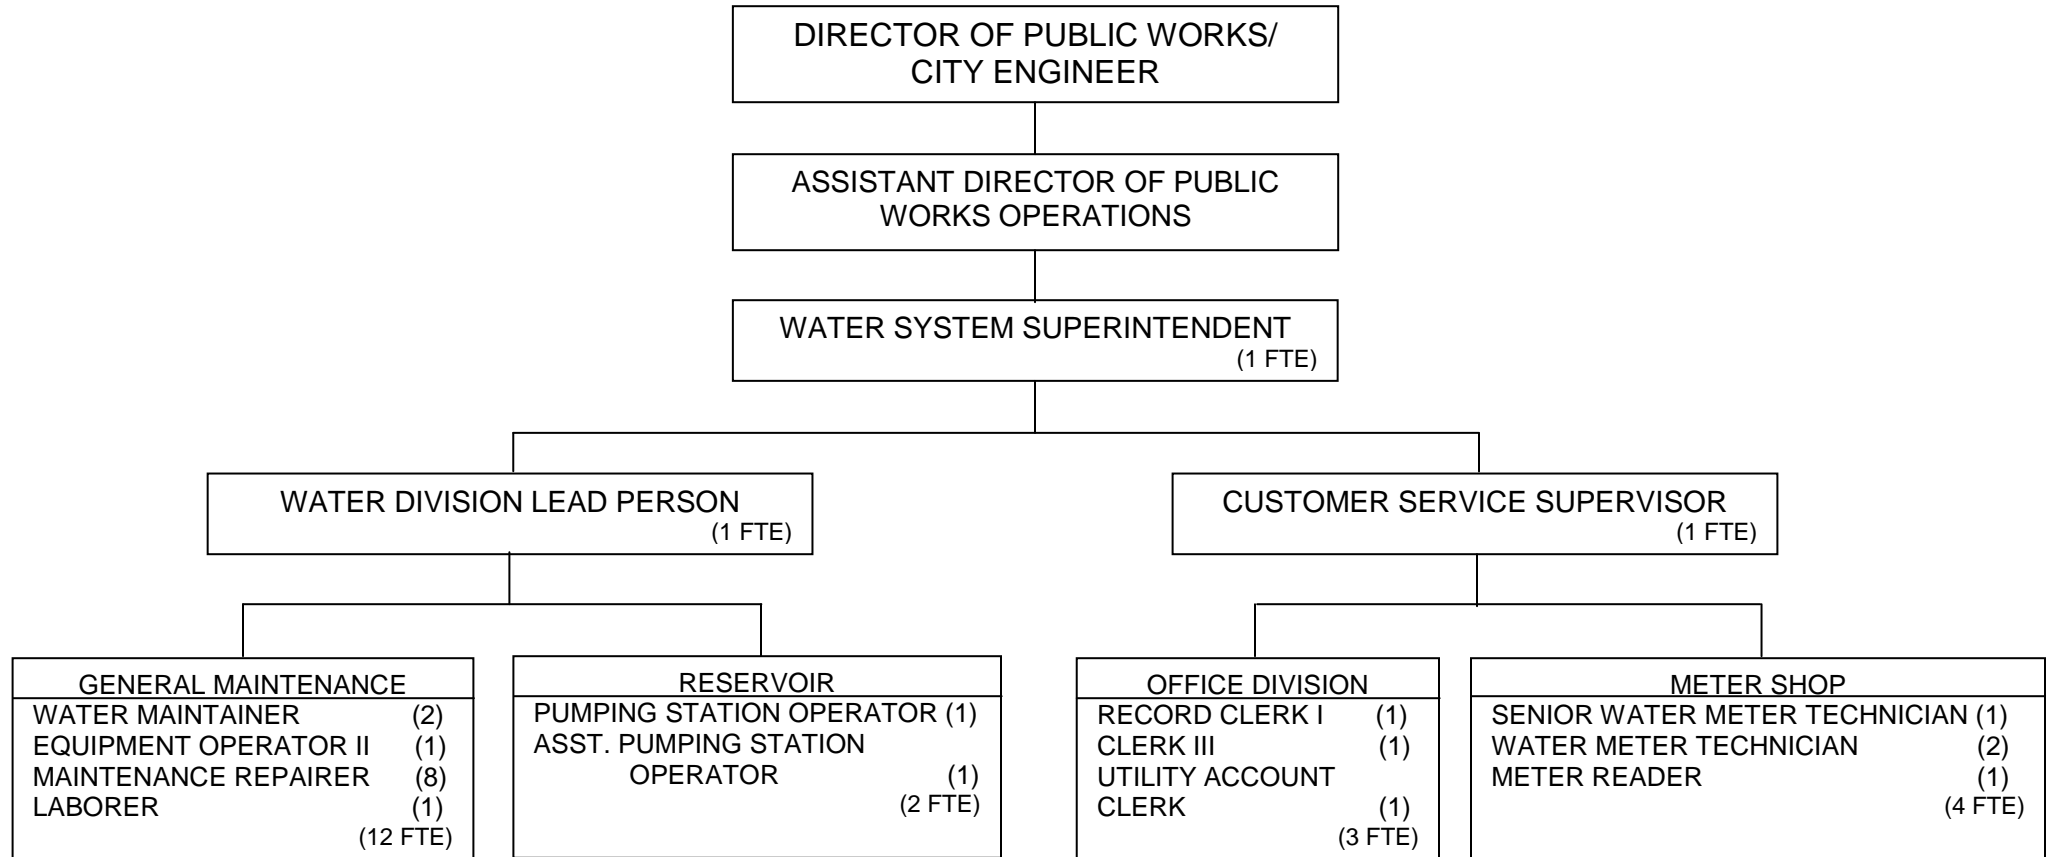 DIRECTOR OF PUBLIC WORKS/
CITY ENGINEER
ASSISTANT DIRECTOR OF PUBLIC
WORKS OPERATIONS
WATER SYSTEM SUPERINTENDENT
(1 FTE)
WATER DIVISION LEAD PERSON
(1 FTE)
CUSTOMER SERVICE SUPERVISOR
(1 FTE)
GENERAL MAINTENANCE
WATER MAINTAINER (2)
EQUIPMENT OPERATOR II (1)
MAINTENANCE REPAIRER (8)
LABORER (1)
(12 FTE)
RESERVOIR
PUMPING STATION OPERATOR (1)
ASST. PUMPING STATION
OPERATOR (1)
(2 FTE)
OFFICE DIVISION
RECORD CLERK I (1)
CLERK III (1)
UTILITY ACCOUNT
CLERK (1)
(3 FTE)
METER SHOP
SENIOR WATER METER TECHNICIAN (1)
WATER METER TECHNICIAN (2)
METER READER (1)
(4 FTE)